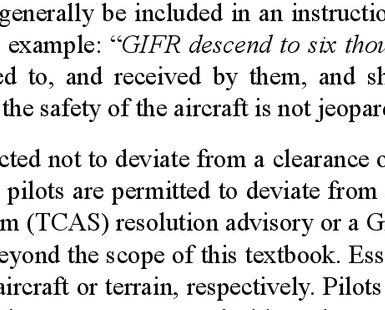 generally be included in an instructio
example: “GIFR descend to six thou
ed to, and received by them, and sh
the safety of the aircraft is not jeopar
cted not to deviate from a clearance o
pilots are permitted to deviate from
m (TCAS) resolution advisory or a G
eyond the scope of this textbook. Ess
aircraft or terrain, respectively. Pilots